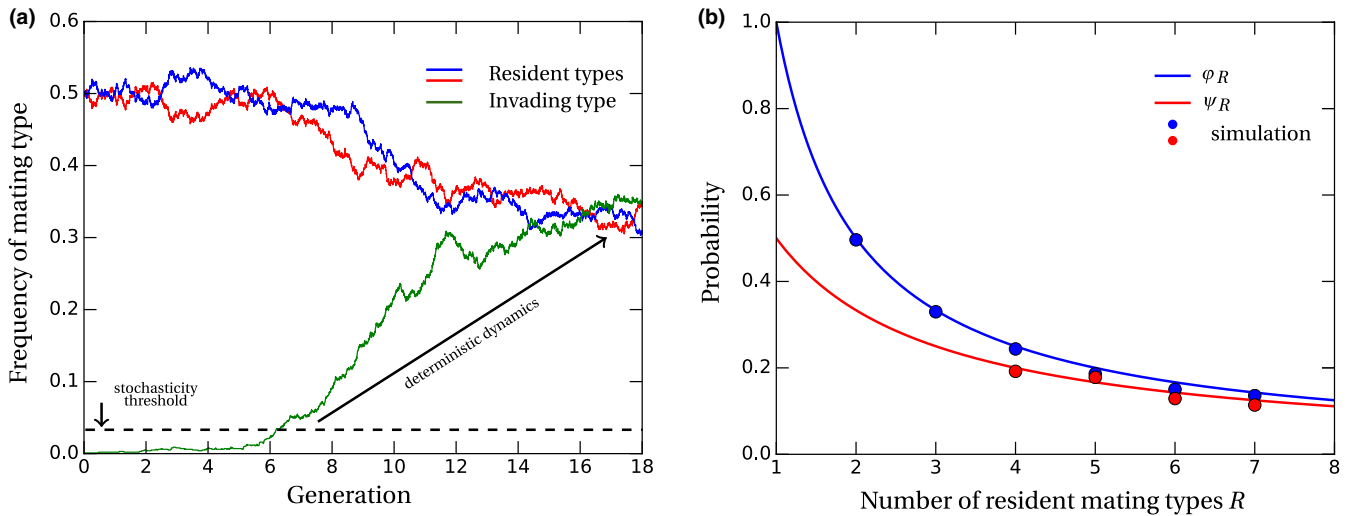 (a)
0.6
0.5
0.4
0.3
0.2
0.1
0.0
Frequency of mating type
Resident types
Invading type
stochasticity
threshold
deterministic dynamics
0 2 4 6 8 10 12 14 16 18
Generation
(b)
1.0
0.8
0.6
0.4
0.2
0.0
Probability
φR
ψR
simulation
1 2 3 4 5 6 7 8
Number of resident mating types R